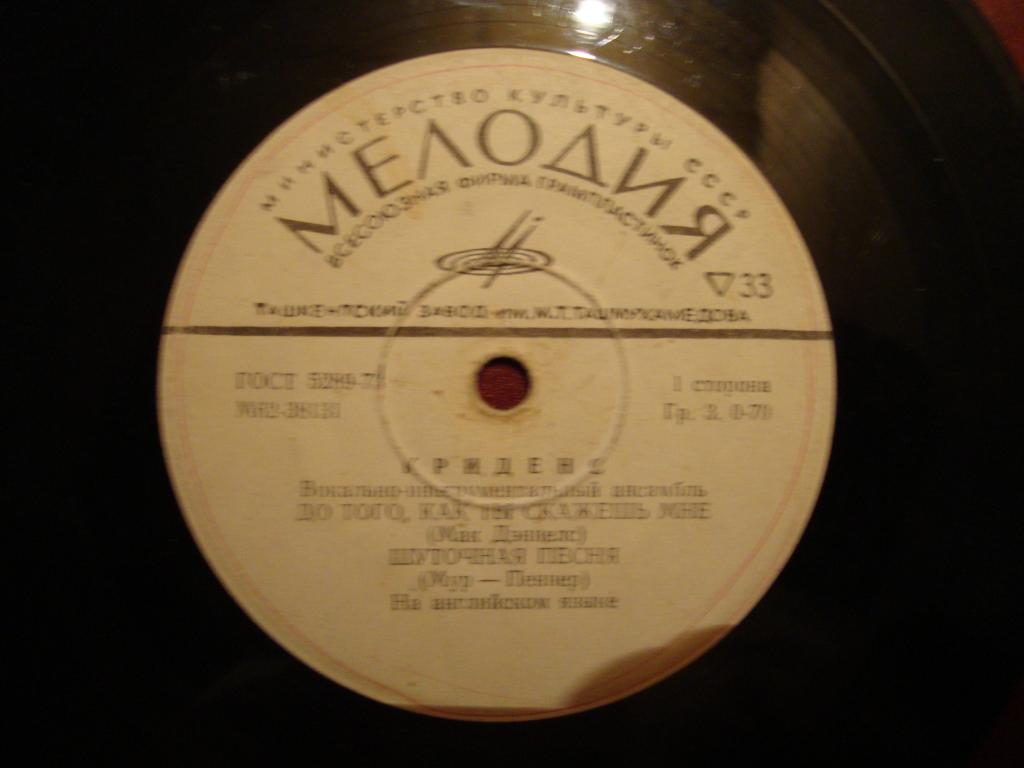 МИНИСТЕРСТВО КУЛЬТУРЫ СССР
МЕЛОДИЯ
ВСЕСОЮЗНАЯ ФИРМА ГРАМПЛАСТИНОК
▽33
ТАШКЕНТСКИЙ ЗАВОД им. М.Т. ТАШМУХАМЕДОВА
ГОСТ 5289-73
1 сторона
Гр. 3. 0-70
КРИДЕНС
Вокально-инструментальный ансамбль
ДО ТОГО, КАК ТЫ СКАЖЕШЬ МНЕ
(Мак Дэниелс)
ШУТОЧНАЯ ПЕСНЯ
(Мур — Пеннер)
На английском языке